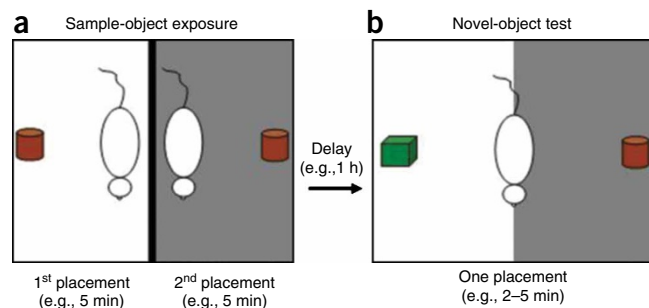 a Sample-object exposure
b Novel-object test
Delay
(e.g.,1 h)
1st placement
(e.g., 5 min)
2nd placement
(e.g., 5 min)
One placement
(e.g., 2–5 min)